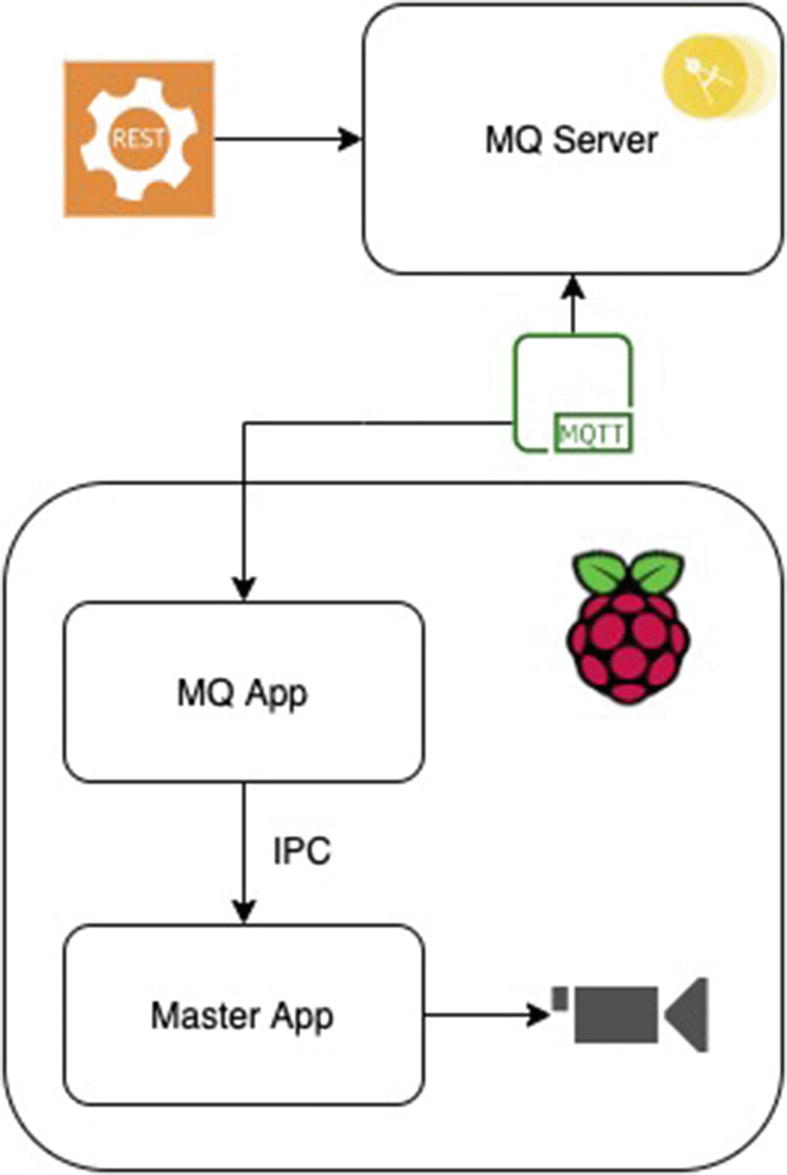 REST
MQ Server
MQTT
MQ App
IPC
Master App